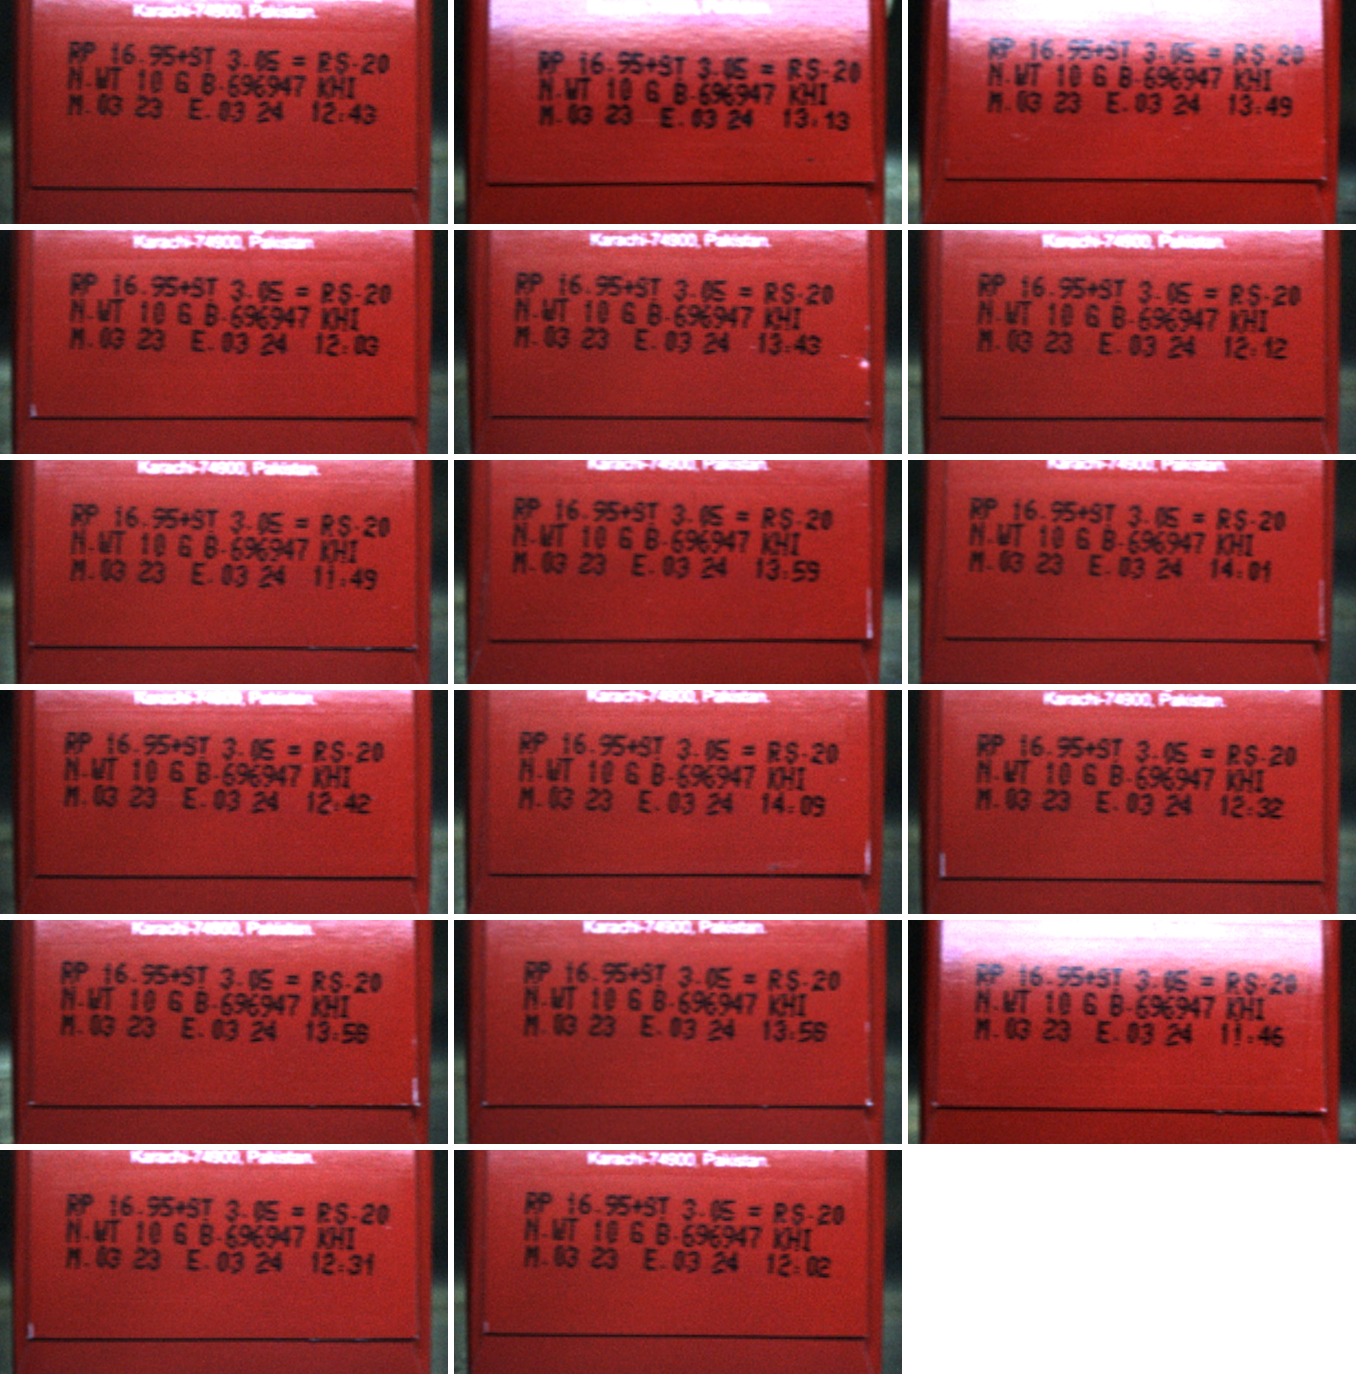 Karachi-74900, Pakistan.
RP 16.95+ST 3.05 = RS.20
N.WT 10 G B-696947 KHI
M.03 23 E.03 24 12:43
RP 16.95+ST 3.05 = RS.20
N.WT 10 G B-696947 KHI
M.03 23 E.03 24 13:13
RP 16.95+ST 3.05 = RS.20
N.WT 10 G B-696947 KHI
M.03 23 E.03 24 13:49
Karachi-74900, Pakistan.
RP 16.95+ST 3.05 = RS.20
N.WT 10 G B-696947 KHI
M.03 23 E.03 24 12:03
Karachi-74900, Pakistan.
RP 16.95+ST 3.05 = RS.20
N.WT 10 G B-696947 KHI
M.03 23 E.03 24 13:43
Karachi-74900, Pakistan.
RP 16.95+ST 3.05 = RS.20
N.WT 10 G B-696947 KHI
M.03 23 E.03 24 12:12
Karachi-74900, Pakistan.
RP 16.95+ST 3.05 = RS.20
N.WT 10 G B-696947 KHI
M.03 23 E.03 24 11:49
Karachi-74900, Pakistan.
RP 16.95+ST 3.05 = RS.20
N.WT 10 G B-696947 KHI
M.03 23 E.03 24 13:59
Karachi-74900, Pakistan.
RP 16.95+ST 3.05 = RS.20
N.WT 10 G B-696947 KHI
M.03 23 E.03 24 14:01
Karachi-74900, Pakistan.
RP 16.95+ST 3.05 = RS.20
N.WT 10 G B-696947 KHI
M.03 23 E.03 24 12:42
Karachi-74900, Pakistan.
RP 16.95+ST 3.05 = RS.20
N.WT 10 G B-696947 KHI
M.03 23 E.03 24 14:09
Karachi-74900, Pakistan.
RP 16.95+ST 3.05 = RS.20
N.WT 10 G B-696947 KHI
M.03 23 E.03 24 12:32
Karachi-74900, Pakistan.
RP 16.95+ST 3.05 = RS.20
N.WT 10 G B-696947 KHI
M.03 23 E.03 24 13:56
Karachi-74900, Pakistan.
RP 16.95+ST 3.05 = RS.20
N.WT 10 G B-696947 KHI
M.03 23 E.03 24 13:56
RP 16.95+ST 3.05 = RS.20
N.WT 10 G B-696947 KHI
M.03 23 E.03 24 11:46
Karachi-74900, Pakistan.
RP 16.95+ST 3.05 = RS.20
N.WT 10 G B-696947 KHI
M.03 23 E.03 24 12:31
Karachi-74900, Pakistan.
RP 16.95+ST 3.05 = RS.20
N.WT 10 G B-696947 KHI
M.03 23 E.03 24 12:02